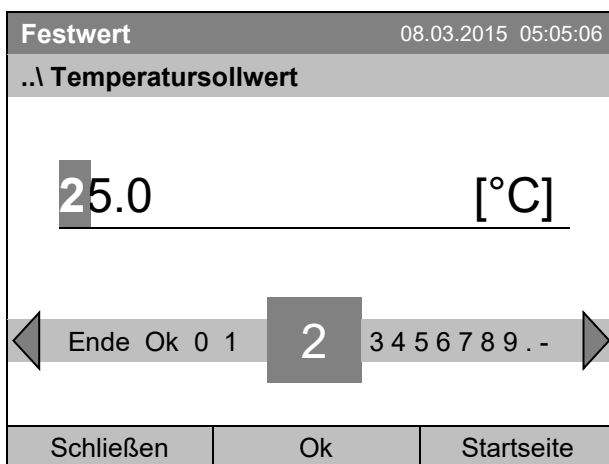 Festwert 08.03.2015 05:05:06
..\ Temperatursollwert
25.0 [°C]
Ende Ok 0 1 2 3 4 5 6 7 8 9 . -
Schließen Ok Startseite